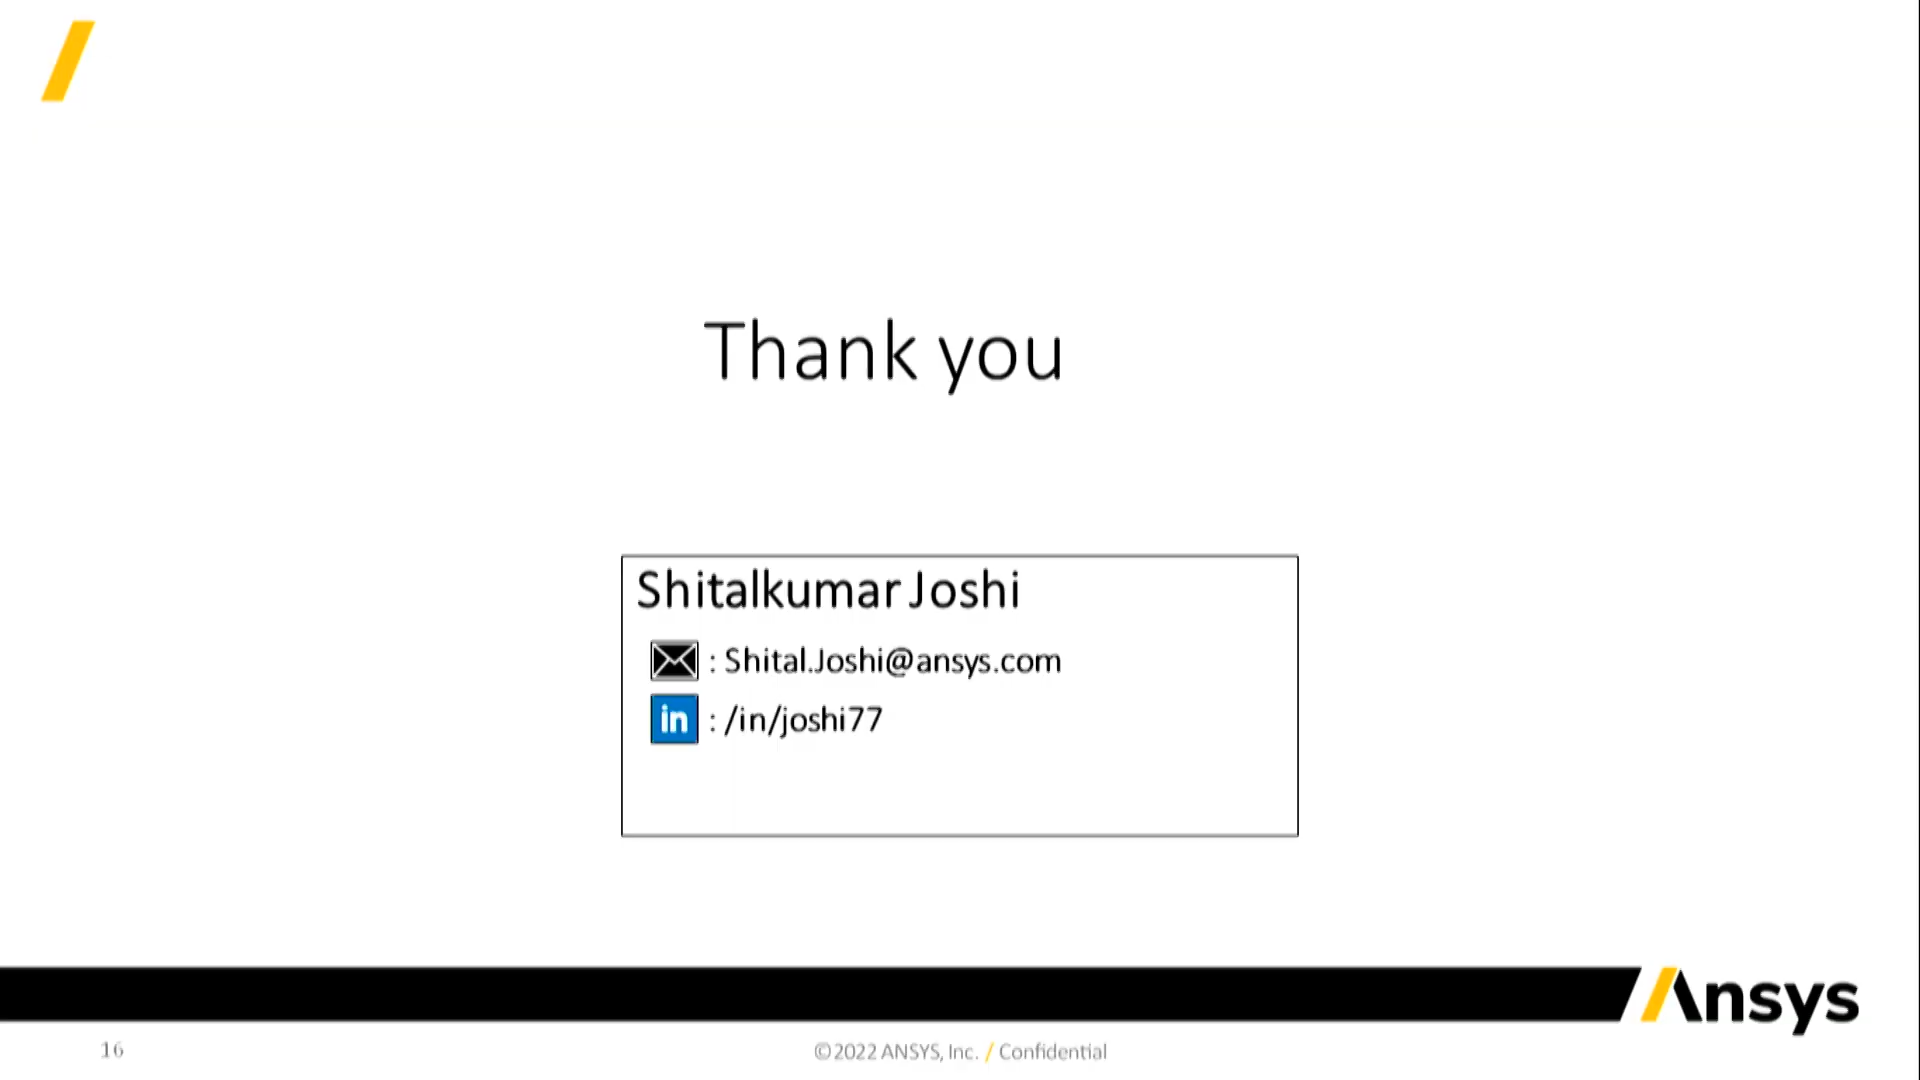 Thank you
Shitalkumar Joshi
: Shital.Joshi@ansys.com
in : /in/joshi77
Ansys
16
©2022 ANSYS, Inc. / Confidential